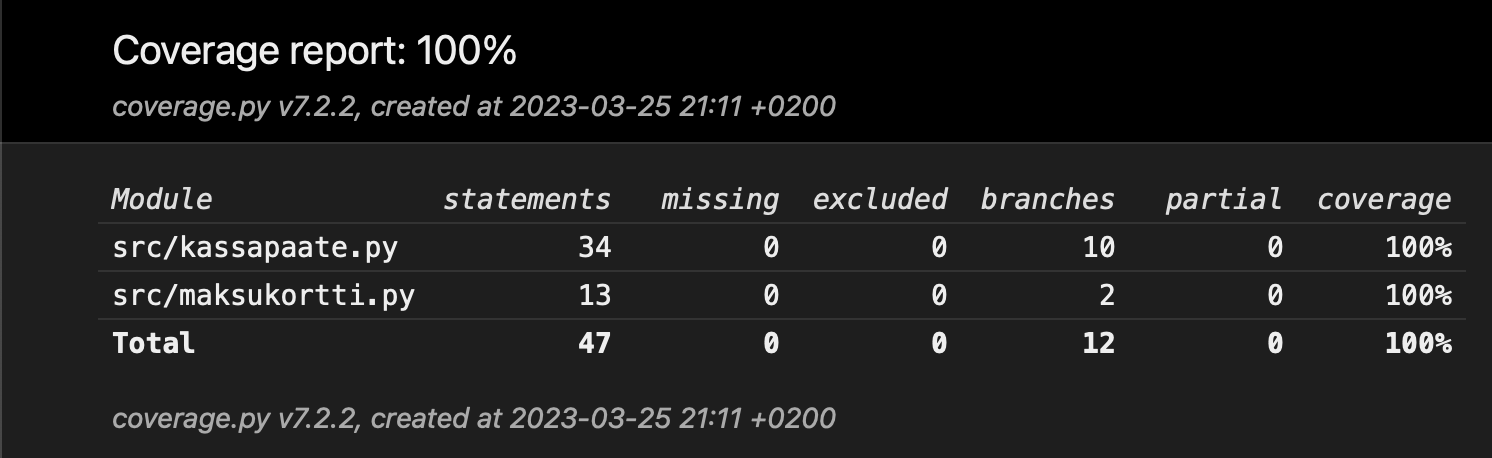 Coverage report: 100%
coverage.py v7.2.2, created at 2023-03-25 21:11 +0200
Module statements missing excluded branches partial coverage
src/kassapaate.py 34 0 0 10 0 100%
src/maksukortti.py 13 0 0 2 0 100%
Total 47 0 0 12 0 100%
coverage.py v7.2.2, created at 2023-03-25 21:11 +0200